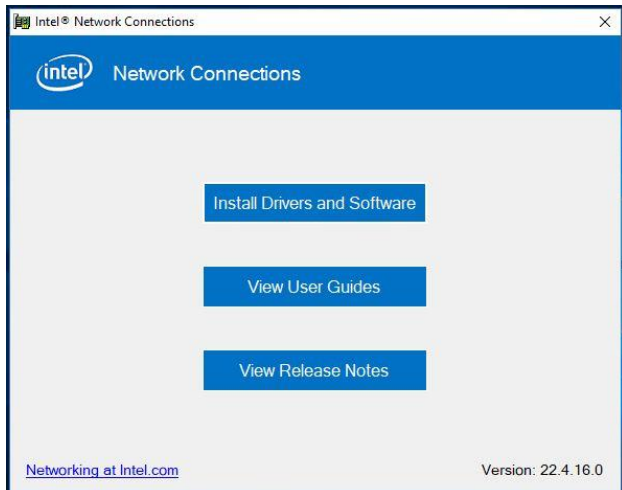 Intel® Network Connections
intel Network Connections
Install Drivers and Software
View User Guides
View Release Notes
Networking at Intel.com Version: 22.4.16.0